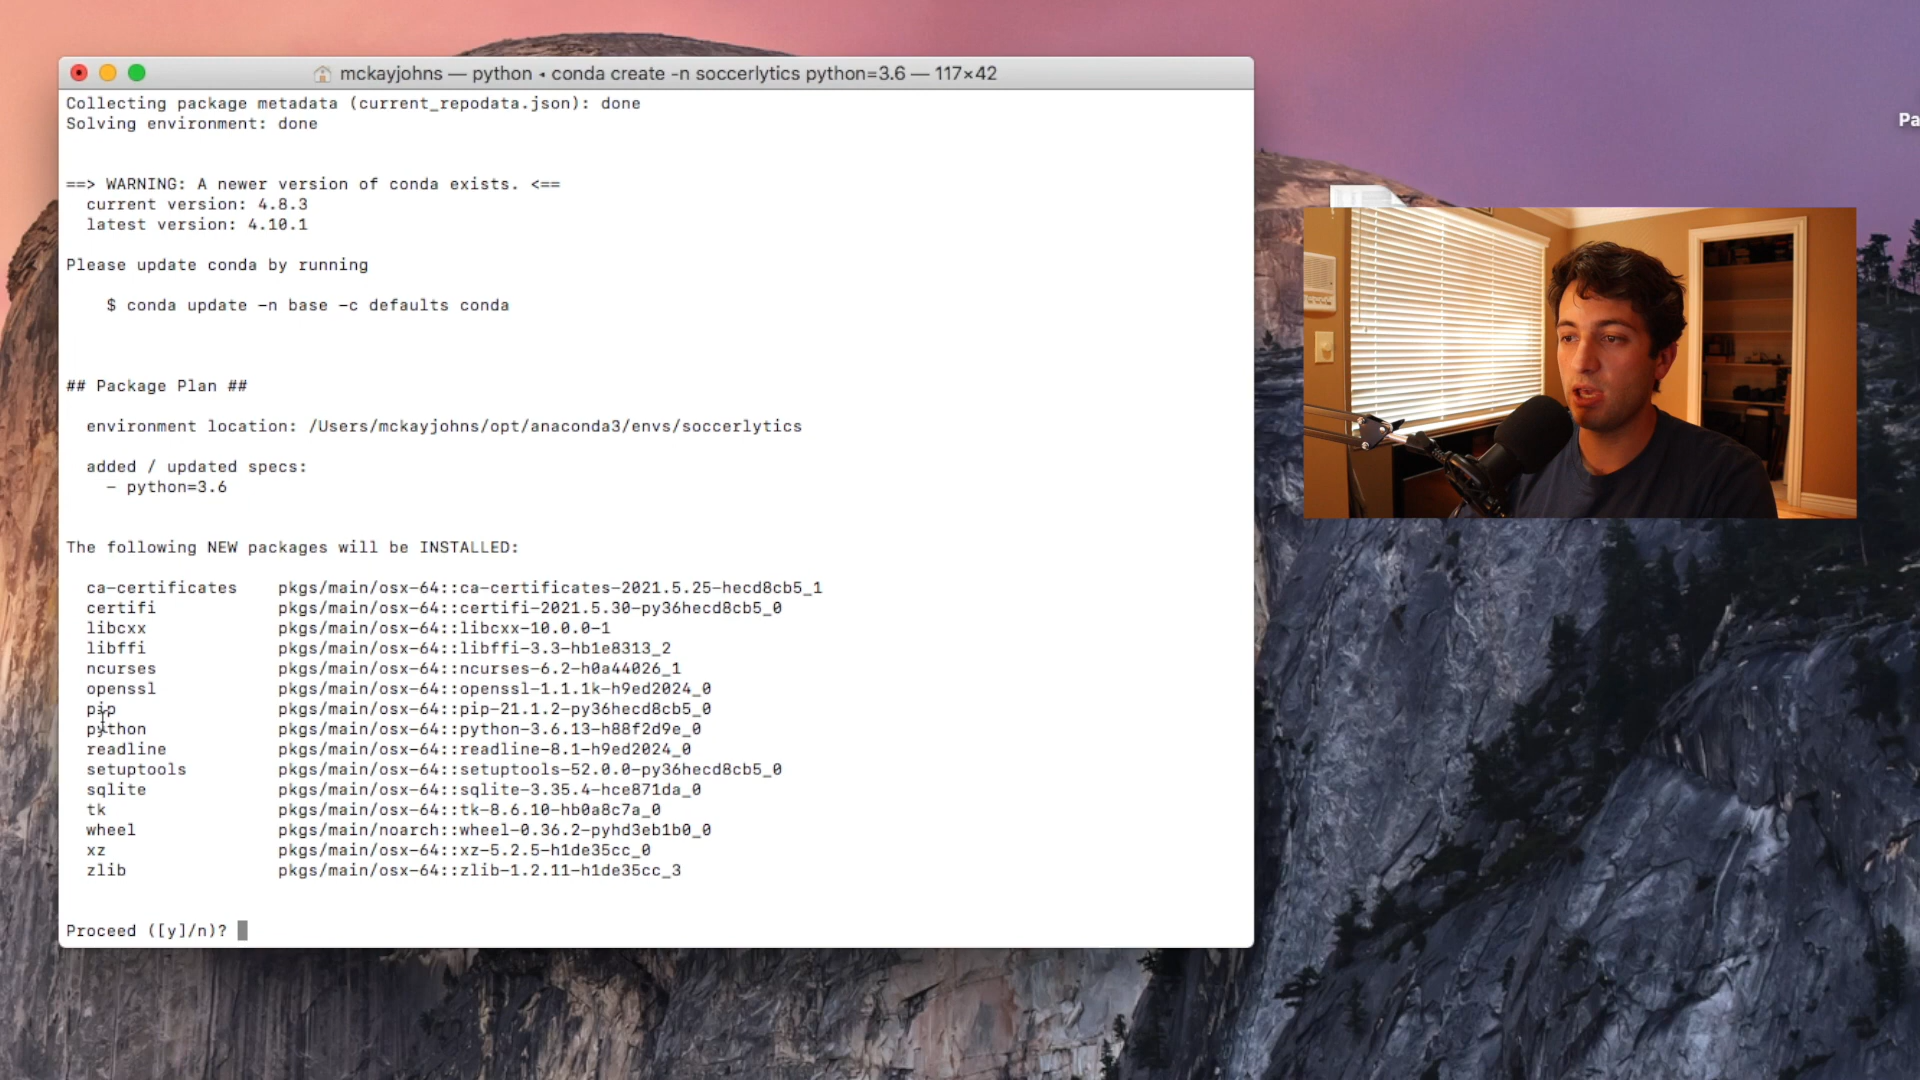 mckayjohns — python ◂ conda create -n soccerlytics python=3.6 — 117×42
Collecting package metadata (current_repodata.json): done
Solving environment: done
==> WARNING: A newer version of conda exists. <==
current version: 4.8.3
latest version: 4.10.1
Please update conda by running
$ conda update -n base -c defaults conda
## Package Plan ##
environment location: /Users/mckayjohns/opt/anaconda3/envs/soccerlytics
added / updated specs:
- python=3.6
The following NEW packages will be INSTALLED:
ca-certificates pkgs/main/osx-64::ca-certificates-2021.5.25-hecd8cb5_1
certifi pkgs/main/osx-64::certifi-2021.5.30-py36hecd8cb5_0
libcxx pkgs/main/osx-64::libcxx-10.0.0-1
libffi pkgs/main/osx-64::libffi-3.3-hb1e8313_2
ncurses pkgs/main/osx-64::ncurses-6.2-h0a44026_1
openssl pkgs/main/osx-64::openssl-1.1.1k-h9ed2024_0
pip pkgs/main/osx-64::pip-21.1.2-py36hecd8cb5_0
python pkgs/main/osx-64::python-3.6.13-h88f2d9e_0
readline pkgs/main/osx-64::readline-8.1-h9ed2024_0
setuptools pkgs/main/osx-64::setuptools-52.0.0-py36hecd8cb5_0
sqlite pkgs/main/osx-64::sqlite-3.35.4-hce871da_0
tk pkgs/main/osx-64::tk-8.6.10-hb0a8c7a_0
wheel pkgs/main/noarch::wheel-0.36.2-pyhd3eb1b0_0
xz pkgs/main/osx-64::xz-5.2.5-h1de35cc_0
zlib pkgs/main/osx-64::zlib-1.2.11-h1de35cc_3
Proceed ([y]/n)?
Pa